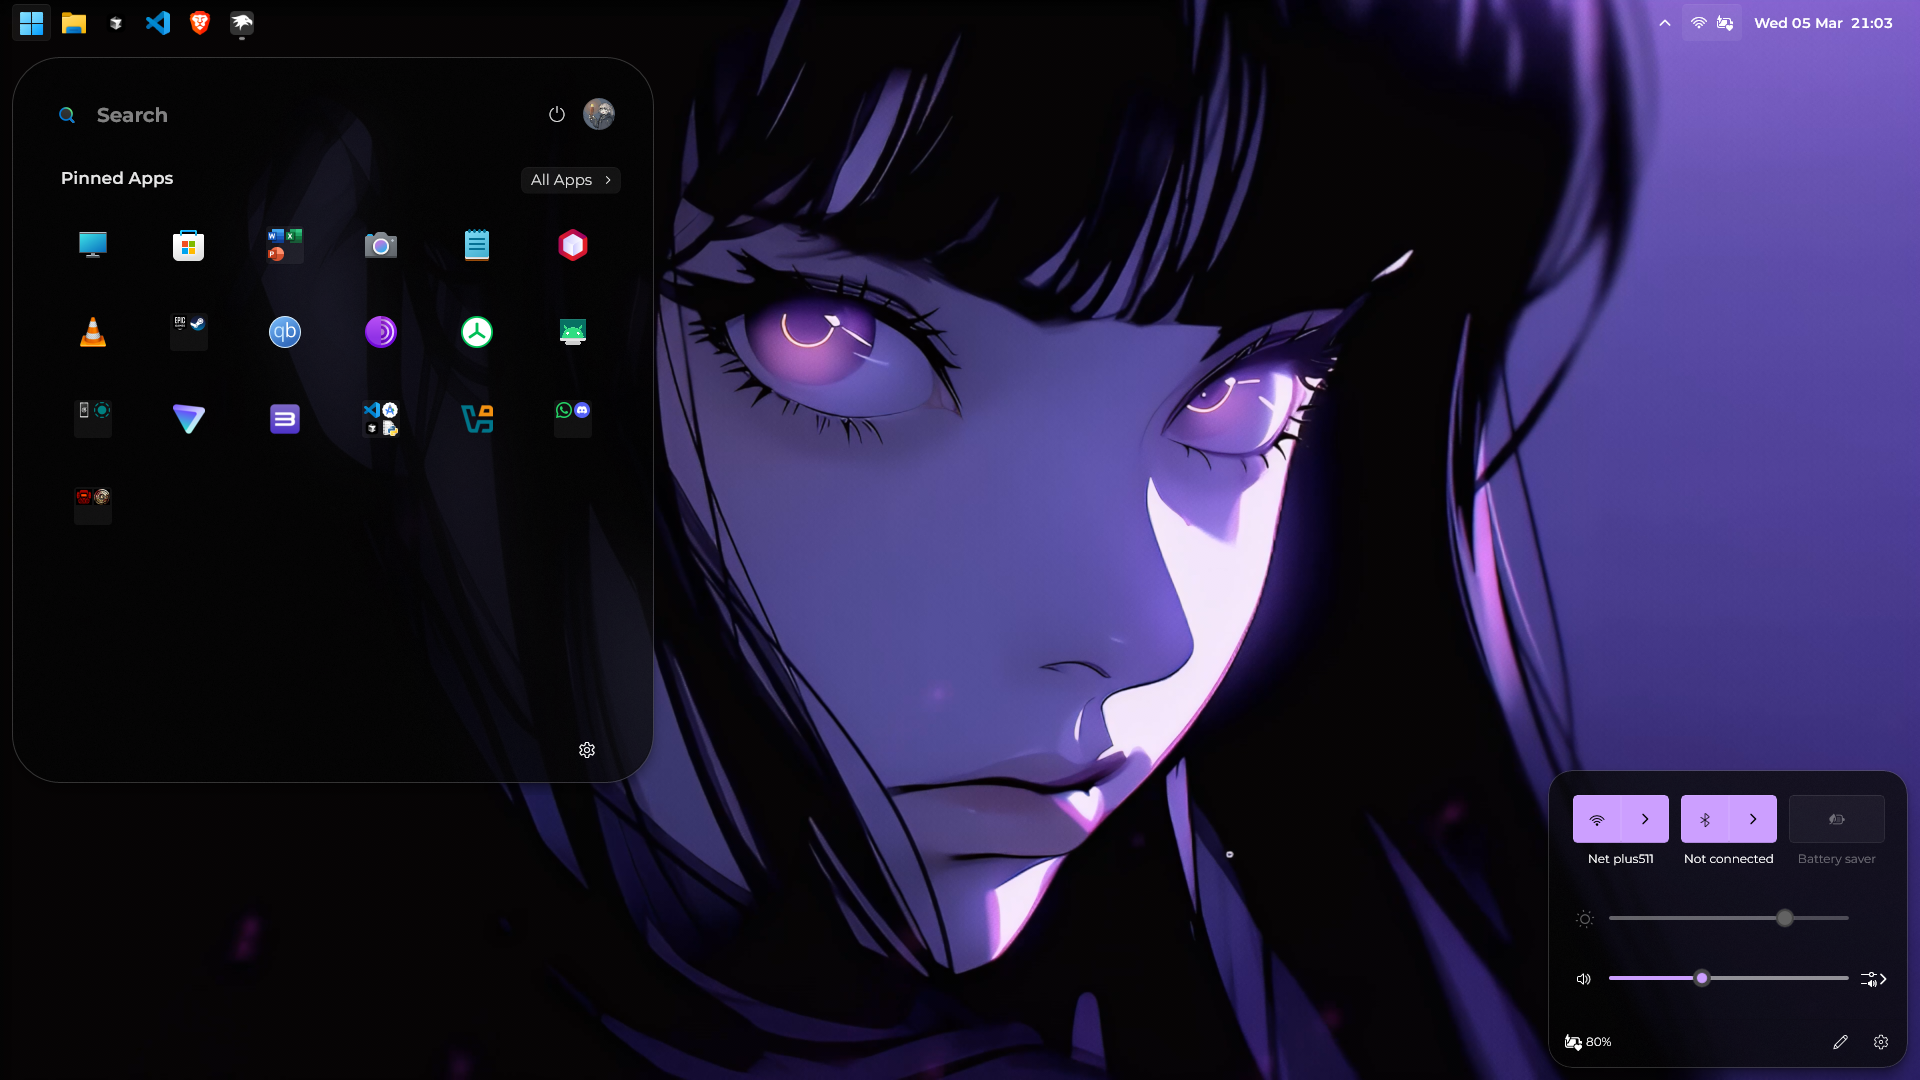 Wed 05 Mar 21:03
Search
Pinned Apps
All Apps
W X
P
EPIC
qb
Net plus511
Not connected
Battery saver
80%